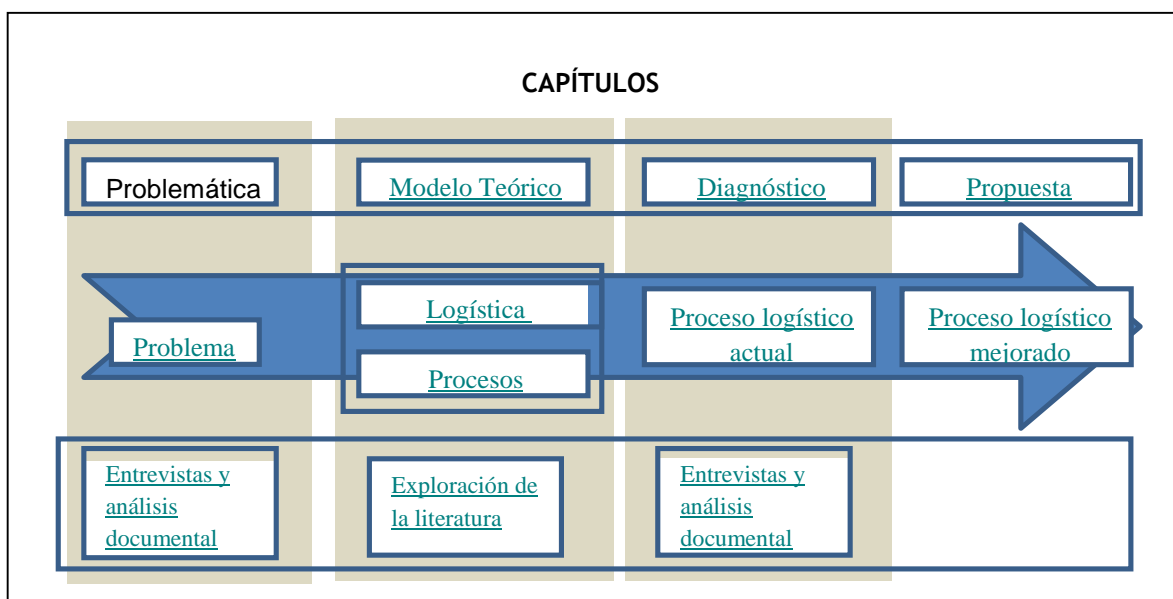 CAPÍTULOS
Problemática
Modelo Teórico
Diagnóstico
Propuesta
Problema
Logística
Procesos
Proceso logístico
actual
Proceso logístico
mejorado
Entrevistas y
análisis
documental
Exploración de
la literatura
Entrevistas y
análisis
documental